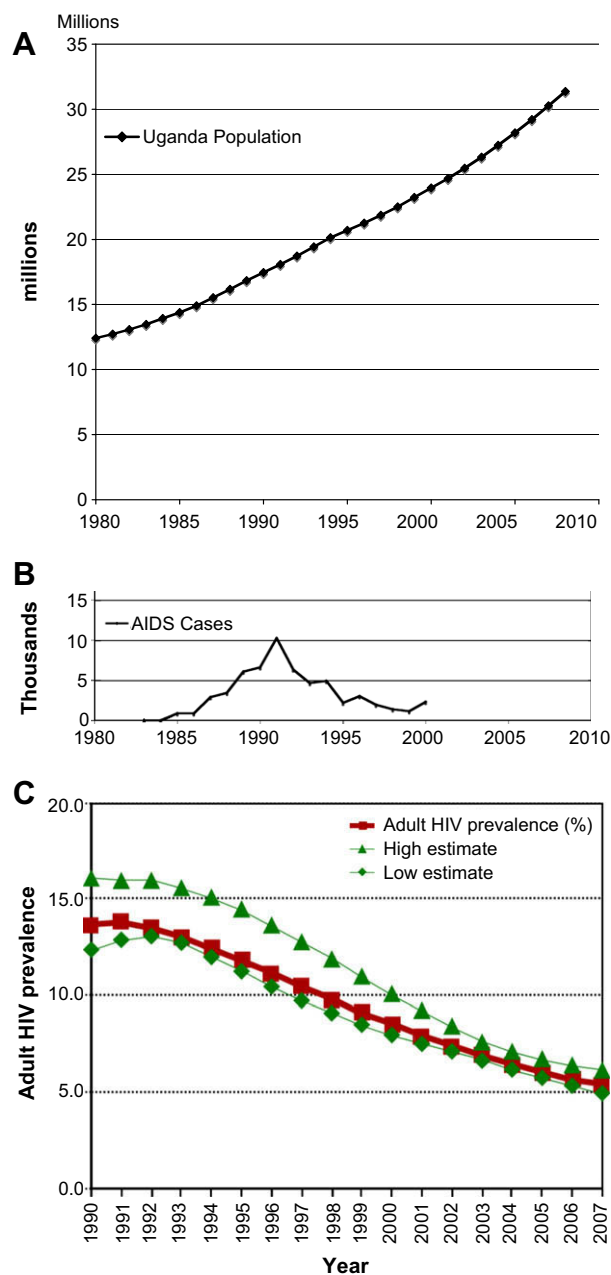 A
Millions
35
30
25
20
15
10
5
0
millions
Uganda Population
1980 1985 1990 1995 2000 2005 2010
B
Thousands
15
10
5
0
AIDS Cases
1980 1985 1990 1995 2000 2005 2010
C
20.0
15.0
10.0
5.0
0.0
Adult HIV prevalence
Adult HIV prevalence (%)
High estimate
Low estimate
1990 1991 1992 1993 1994 1995 1996 1997 1998 1999 2000 2001 2002 2003 2004 2005 2006 2007
Year